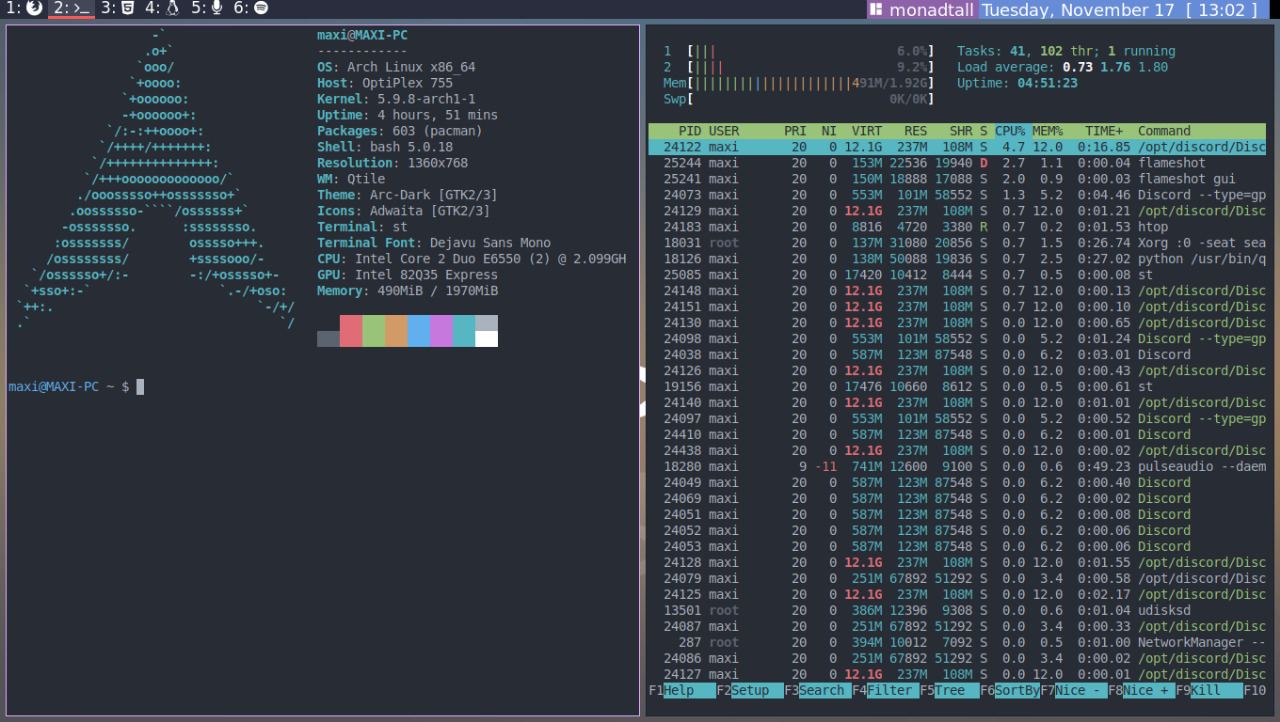 1: 2: 3: 4: 5: 6: monadtall Tuesday, November 17 [ 13:02 ]
-`
.o+`
`ooo/
`+oooo:
`+oooooo:
-+oooooo+:
`/:-:++oooo+:
`/++++/+++++++:
`/++++++++++++++:
`/+++ooooooooooooo/`
./ooosssso++osssssso+`
.oossssso-````/ossssss+`
-osssssso. :ssssssso.
:osssssss/ osssso+++.
/ossssssss/ +ssssooo/-
`/ossssso+/:- -:/+osssso+-
`+sso+:-` `.-/+oso:
`++:. `-/+/
.` `/
maxi@MAXI-PC
------------
OS: Arch Linux x86_64
Host: OptiPlex 755
Kernel: 5.9.8-arch1-1
Uptime: 4 hours, 51 mins
Packages: 603 (pacman)
Shell: bash 5.0.18
Resolution: 1360x768
WM: Qtile
Theme: Arc-Dark [GTK2/3]
Icons: Adwaita [GTK2/3]
Terminal: st
Terminal Font: Dejavu Sans Mono
CPU: Intel Core 2 Duo E6550 (2) @ 2.099GH
GPU: Intel 82Q35 Express
Memory: 490MiB / 1970MiB
maxi@MAXI-PC ~ $
1 [||| 6.0%] Tasks: 41, 102 thr; 1 running
2 [|||| 9.2%] Load average: 0.73 1.76 1.80
Mem[|||||||||||||||||||||491M/1.92G] Uptime: 04:51:23
Swp[ 0K/0K]
PID USER PRI NI VIRT RES SHR S CPU% MEM% TIME+ Command
24122 maxi 20 0 12.1G 237M 108M S 4.7 12.0 0:16.85 /opt/discord/Disc
25244 maxi 20 0 153M 22536 19940 D 2.7 1.1 0:00.04 flameshot
25241 maxi 20 0 150M 18888 17088 S 2.0 0.9 0:00.03 flameshot gui
24073 maxi 20 0 553M 101M 58552 S 1.3 5.2 0:04.46 Discord --type=gp
24129 maxi 20 0 12.1G 237M 108M S 0.7 12.0 0:01.21 /opt/discord/Disc
24183 maxi 20 0 8816 4720 3380 R 0.7 0.2 0:01.53 htop
18031 root 20 0 137M 31080 20856 S 0.7 1.5 0:26.74 Xorg :0 -seat sea
18126 maxi 20 0 138M 50088 19836 S 0.7 2.5 0:27.02 python /usr/bin/q
25085 maxi 20 0 17420 10412 8444 S 0.7 0.5 0:00.08 st
24148 maxi 20 0 12.1G 237M 108M S 0.7 12.0 0:00.13 /opt/discord/Disc
24151 maxi 20 0 12.1G 237M 108M S 0.7 12.0 0:00.10 /opt/discord/Disc
24130 maxi 20 0 12.1G 237M 108M S 0.0 12.0 0:00.65 /opt/discord/Disc
24098 maxi 20 0 553M 101M 58552 S 0.0 5.2 0:01.24 Discord --type=gp
24038 maxi 20 0 587M 123M 87548 S 0.0 6.2 0:03.01 Discord
24126 maxi 20 0 12.1G 237M 108M S 0.0 12.0 0:00.43 /opt/discord/Disc
19156 maxi 20 0 17476 10660 8612 S 0.0 0.5 0:00.61 st
24140 maxi 20 0 12.1G 237M 108M S 0.0 12.0 0:01.01 /opt/discord/Disc
24097 maxi 20 0 553M 101M 58552 S 0.0 5.2 0:00.52 Discord --type=gp
24410 maxi 20 0 587M 123M 87548 S 0.0 6.2 0:00.01 Discord
24438 maxi 20 0 12.1G 237M 108M S 0.0 12.0 0:00.02 /opt/discord/Disc
18280 maxi 9 -11 741M 12600 9100 S 0.0 0.6 0:49.23 pulseaudio --daem
24049 maxi 20 0 587M 123M 87548 S 0.0 6.2 0:00.40 Discord
24069 maxi 20 0 587M 123M 87548 S 0.0 6.2 0:00.02 Discord
24051 maxi 20 0 587M 123M 87548 S 0.0 6.2 0:00.08 Discord
24052 maxi 20 0 587M 123M 87548 S 0.0 6.2 0:00.06 Discord
24053 maxi 20 0 587M 123M 87548 S 0.0 6.2 0:00.06 Discord
24128 maxi 20 0 12.1G 237M 108M S 0.0 12.0 0:01.55 /opt/discord/Disc
24079 maxi 20 0 251M 67892 51292 S 0.0 3.4 0:00.58 /opt/discord/Disc
24125 maxi 20 0 12.1G 237M 108M S 0.0 12.0 0:02.17 /opt/discord/Disc
13501 root 20 0 386M 12396 9308 S 0.0 0.6 0:01.04 udisksd
24087 maxi 20 0 251M 67892 51292 S 0.0 3.4 0:00.33 /opt/discord/Disc
287 root 20 0 394M 10012 7092 S 0.0 0.5 0:01.00 NetworkManager --
24086 maxi 20 0 251M 67892 51292 S 0.0 3.4 0:00.02 /opt/discord/Disc
24127 maxi 20 0 12.1G 237M 108M S 0.0 12.0 0:00.01 /opt/discord/Disc
F1Help F2Setup F3Search F4Filter F5Tree F6SortBy F7Nice - F8Nice + F9Kill F10